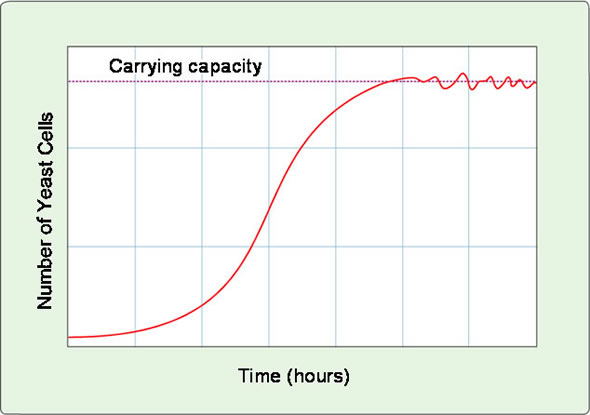 Carrying capacity
Number of Yeast Cells
Time (hours)